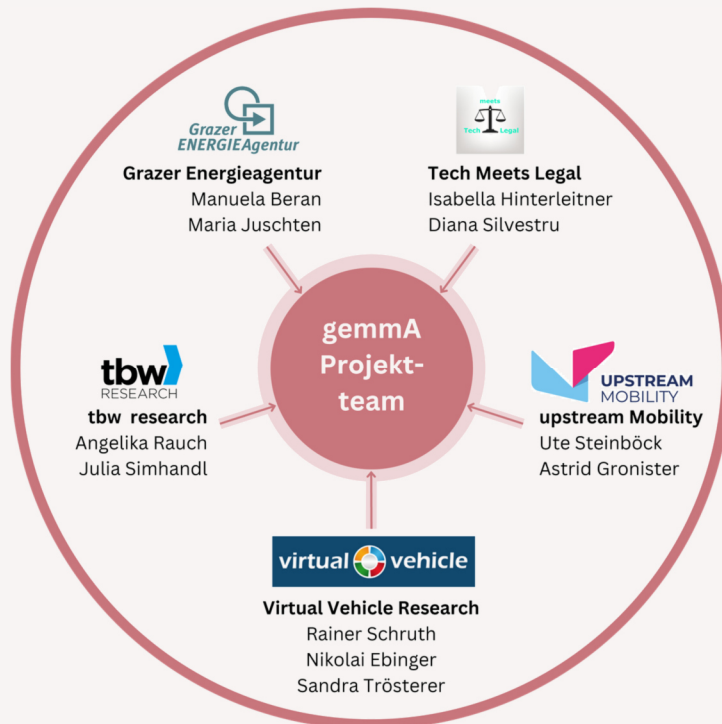 Grazer
ENERGIEAgentur
Grazer Energieagentur
Manuela Beran
Maria Juschten
meets
Tech Legal
Tech Meets Legal
Isabella Hinterleitner
Diana Silvestru
gemmA
Projekt-
team
tbw
RESEARCH
tbw research
Angelika Rauch
Julia Simhandl
UPSTREAM
MOBILITY
upstream Mobility
Ute Steinböck
Astrid Gronister
virtual vehicle
Virtual Vehicle Research
Rainer Schruth
Nikolai Ebinger
Sandra Trösterer